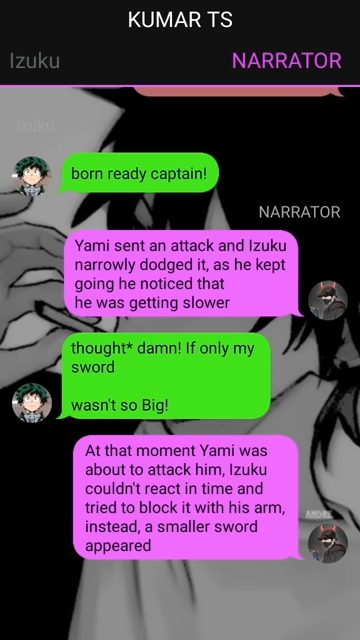 KUMAR TS
Izuku
NARRATOR
Izuku
born ready captain!
NARRATOR
Yami sent an attack and Izuku
narrowly dodged it, as he kept
going he noticed that
he was getting slower
thought* damn! If only my
sword
wasn't so Big!
At that moment Yami was
about to attack him, Izuku
couldn't react in time and
tried to block it with his arm,
instead, a smaller sword
appeared
ANDRE